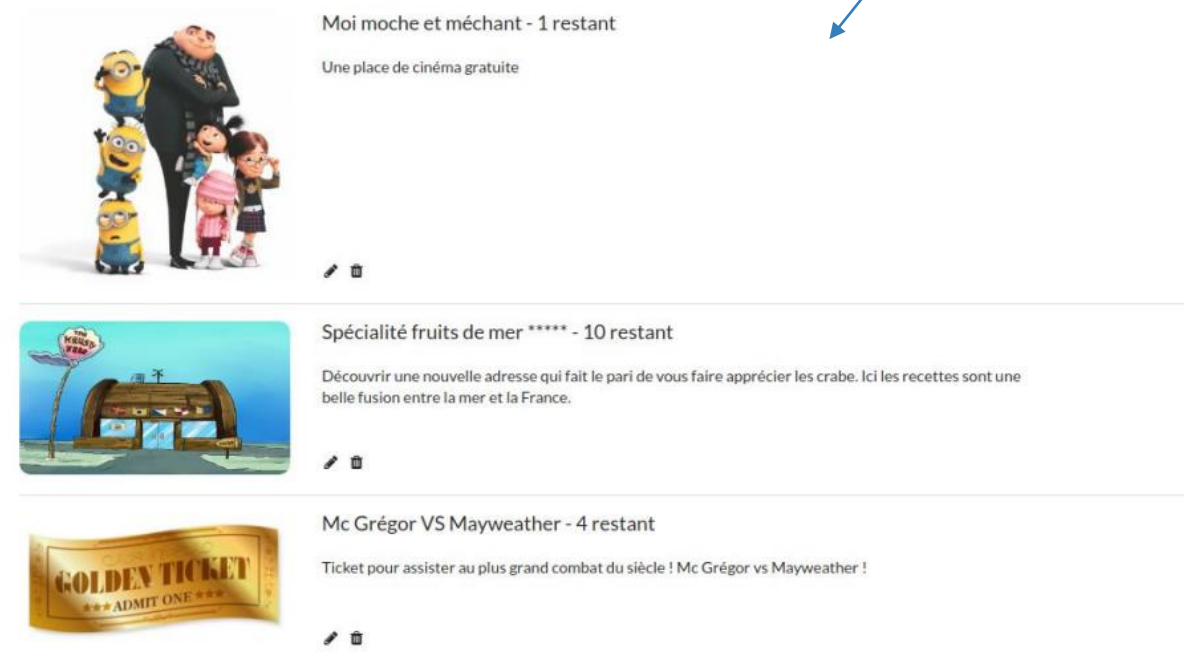 Moi moche et méchant - 1 restant
Une place de cinéma gratuite
THE
KRUSTY
KRAB
Spécialité fruits de mer ***** - 10 restant
Découvrir une nouvelle adresse qui fait le pari de vous faire apprécier les crabe. Ici les recettes sont une
belle fusion entre la mer et la France.
GOLDEN TICKET
***ADMIT ONE***
Mc Grégor VS Mayweather - 4 restant
Ticket pour assister au plus grand combat du siècle ! Mc Grégor vs Mayweather !